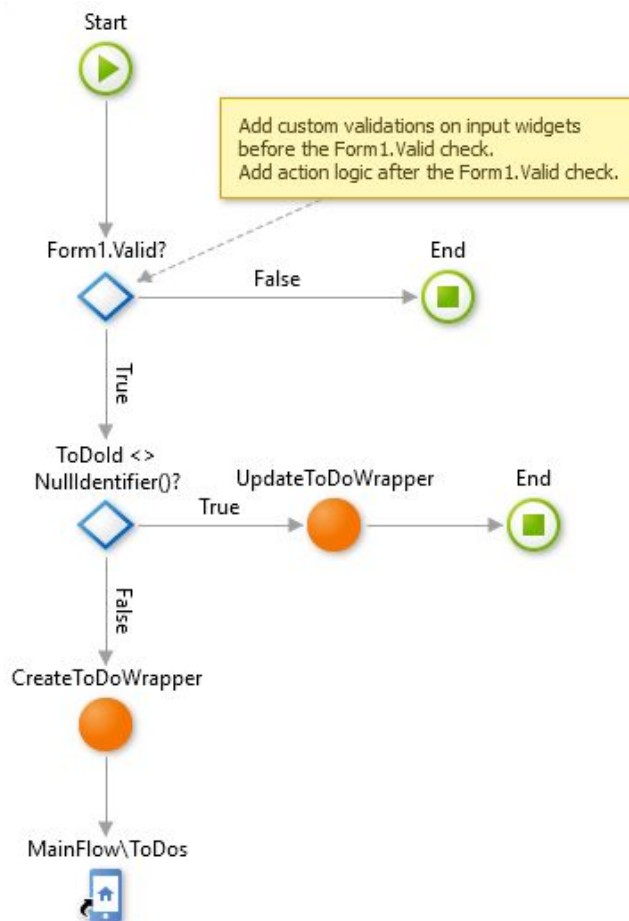 Start
Add custom validations on input widgets
before the Form1.Valid check.
Add action logic after the Form1.Valid check.
Form1.Valid?
False
End
True
ToDoId <>
NullIdentifier()?
True
UpdateToDoWrapper
End
False
CreateToDoWrapper
MainFlow\ToDos